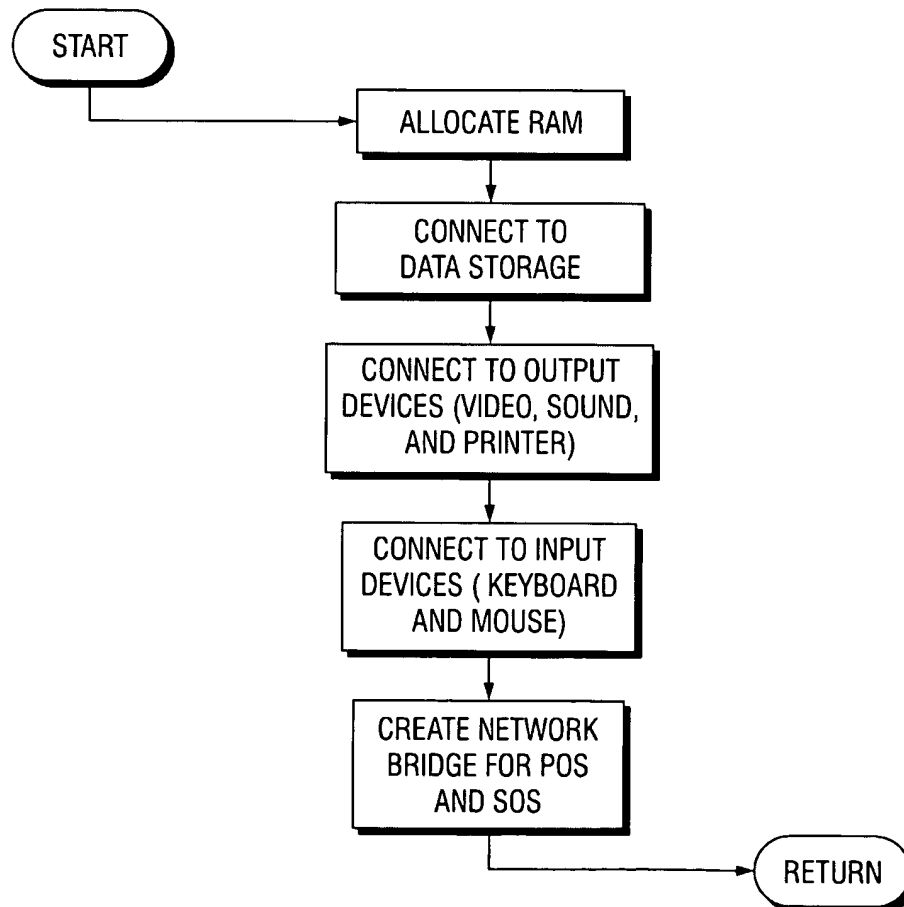 START
ALLOCATE RAM
CONNECT TO
DATA STORAGE
CONNECT TO OUTPUT
DEVICES (VIDEO, SOUND,
AND PRINTER)
CONNECT TO INPUT
DEVICES ( KEYBOARD
AND MOUSE)
CREATE NETWORK
BRIDGE FOR POS
AND SOS
RETURN